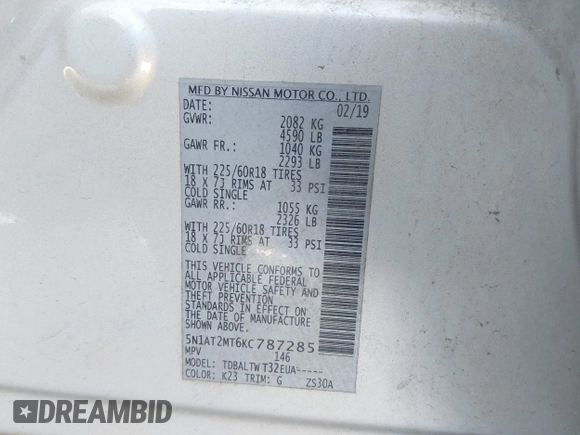 MFD BY NISSAN MOTOR CO., LTD.
DATE: 02/19
GVWR: 2082 KG
4590 LB
GAWR FR.: 1040 KG
2293 LB
WITH 225/60R18 TIRES
18 X 7J RIMS AT 33 PSI
COLD SINGLE
GAWR RR.: 1055 KG
2326 LB
WITH 225/60R18 TIRES
18 X 7J RIMS AT 33 PSI
COLD SINGLE
THIS VEHICLE CONFORMS TO
ALL APPLICABLE FEDERAL
MOTOR VEHICLE SAFETY AND
THEFT PREVENTION
STANDARDS IN EFFECT ON
THE DATE OF MANUFACTURE
SHOWN ABOVE.
5N1AT2MT6KC787285
MPV 146
MODEL: TDBALTW T32EUA-----
COLOR: K23 TRIM: G ZS30A
DREAMBID